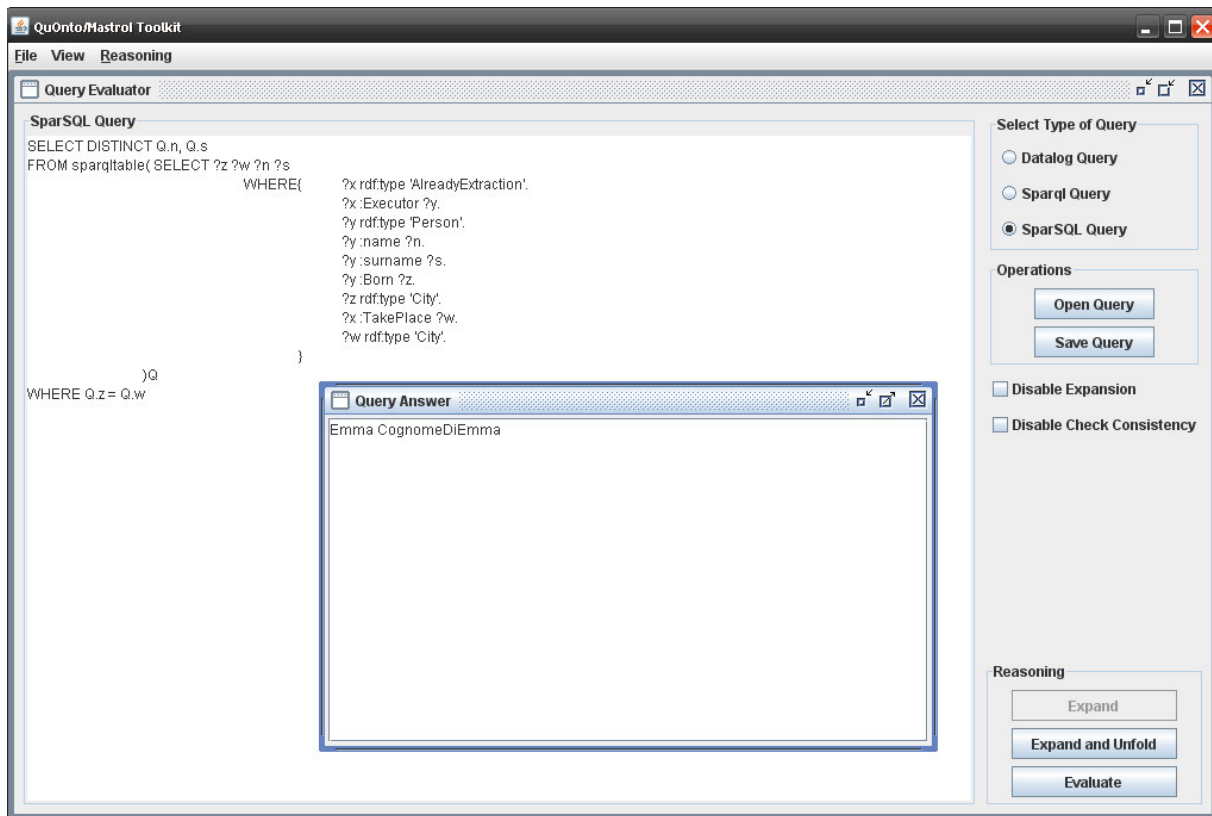 QuOnto/Mastrol Toolkit
File View Reasoning
Query Evaluator
SparSQL Query
SELECT DISTINCT Q.n, Q.s
FROM sparqltable( SELECT ?z ?w ?n ?s
WHERE{ ?x rdf:type 'AlreadyExtraction'.
?x :Executor ?y.
?y rdf:type 'Person'.
?y :name ?n.
?y :surname ?s.
?y :Born ?z.
?z rdf:type 'City'.
?x :TakePlace ?w.
?w rdf:type 'City'.
}
)Q
WHERE Q.z = Q.w
Query Answer
Emma CognomeDiEmma
Select Type of Query
Datalog Query
Sparql Query
SparSQL Query
Operations
Open Query
Save Query
Disable Expansion
Disable Check Consistency
Reasoning
Expand
Expand and Unfold
Evaluate